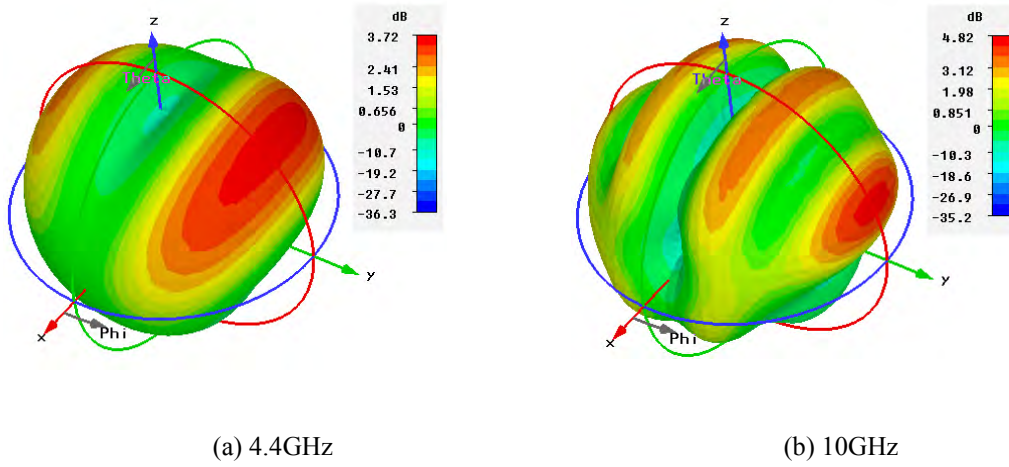 dB
3.72
2.41
1.53
0.656
0
-10.7
-19.2
-27.7
-36.3
z
Theta
y
x
Phi
dB
4.82
3.12
1.98
0.851
0
-10.3
-18.6
-26.9
-35.2
z
Theta
y
x
Phi
(a) 4.4GHz
(b) 10GHz